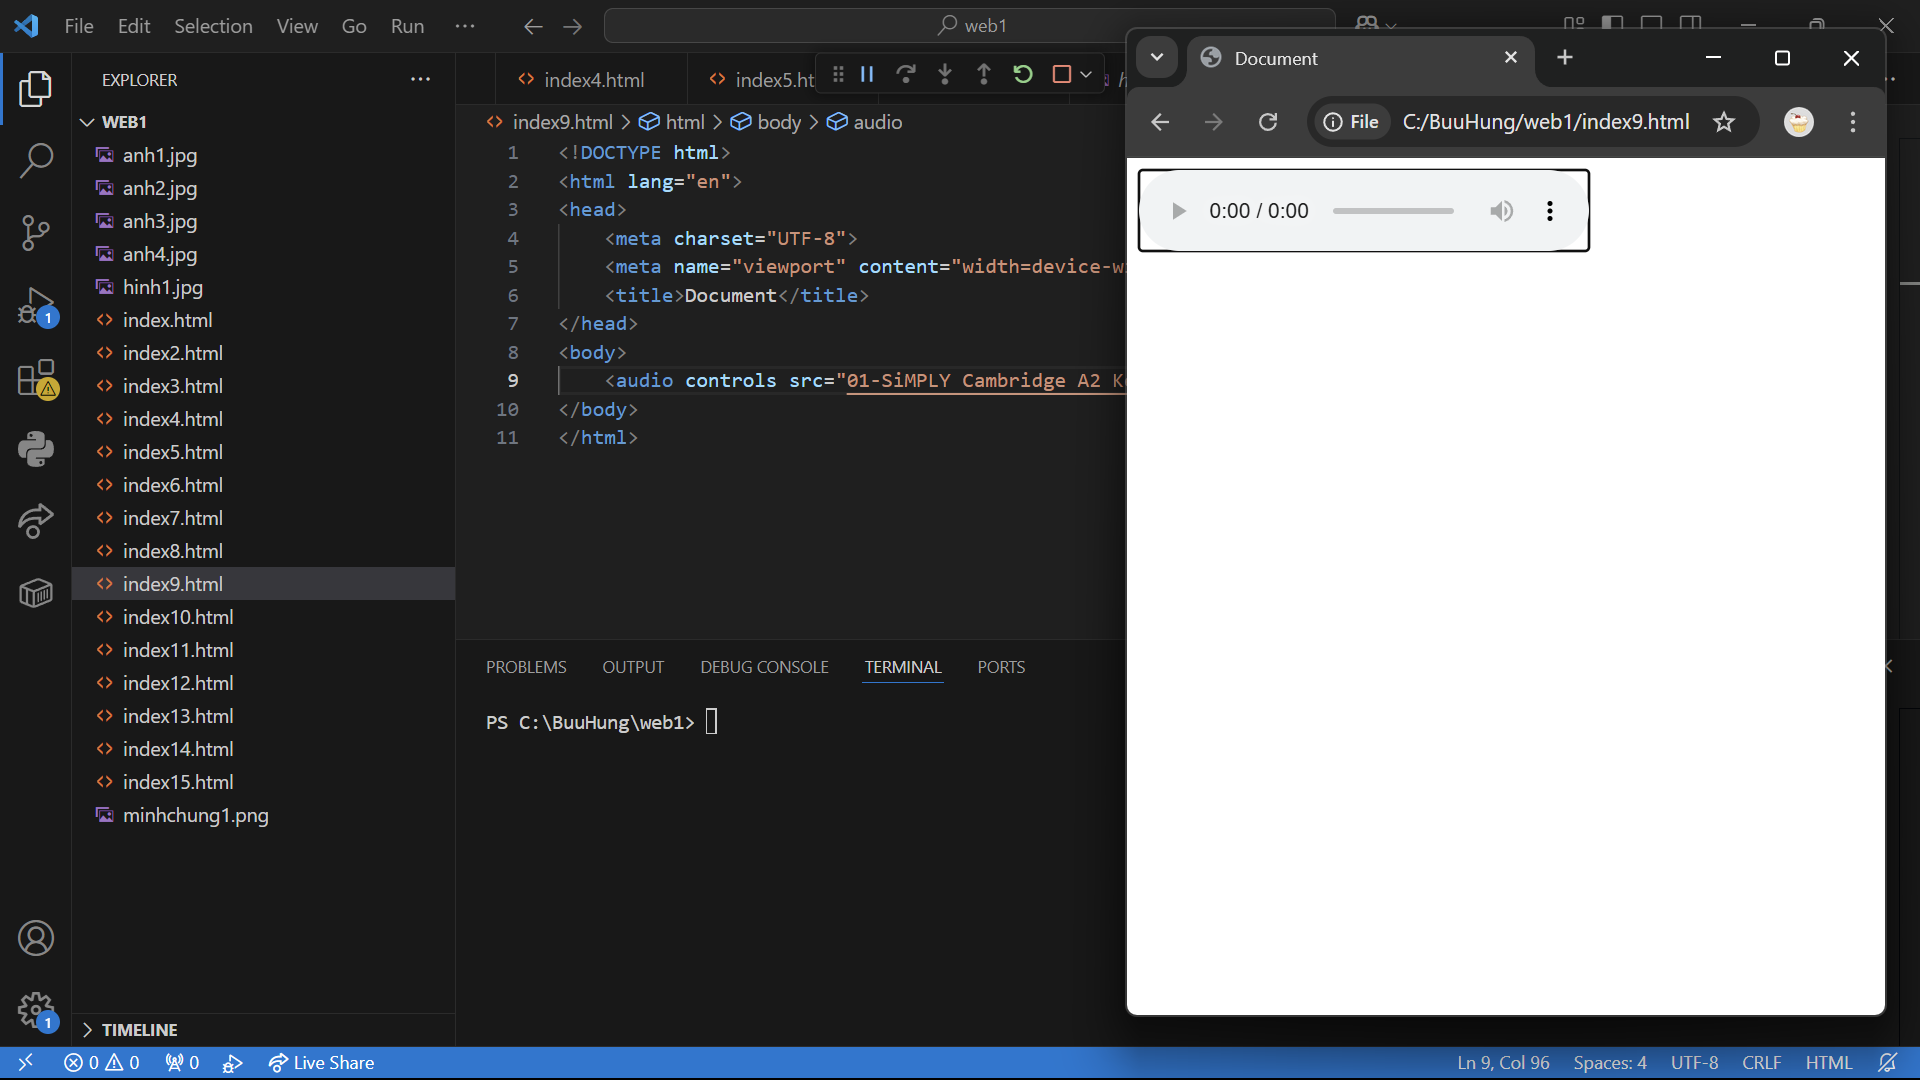 File Edit Selection View Go Run
web1
EXPLORER
WEB1
anh1.jpg
anh2.jpg
anh3.jpg
anh4.jpg
hinh1.jpg
index.html
index2.html
index3.html
index4.html
index5.html
index6.html
index7.html
index8.html
index9.html
index10.html
index11.html
index12.html
index13.html
index14.html
index15.html
minhchung1.png
TIMELINE
1
1
index4.html index5.ht
index9.html > html > body > audio
1 <!DOCTYPE html>
2 <html lang="en">
3 <head>
4 <meta charset="UTF-8">
5 <meta name="viewport" content="width=device-w
6 <title>Document</title>
7 </head>
8 <body>
9 <audio controls src="01-SiMPLY Cambridge A2 K
10 </body>
11 </html>
PROBLEMS OUTPUT DEBUG CONSOLE TERMINAL PORTS
PS C:\BuuHung\web1>
Document
File C:/BuuHung/web1/index9.html
0:00 / 0:00
0 0 0 Live Share
Ln 9, Col 96 Spaces: 4 UTF-8 CRLF HTML